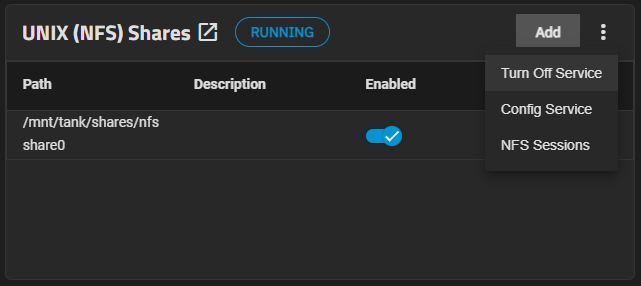 UNIX (NFS) Shares RUNNING Add
Turn Off Service
Path Description Enabled
Config Service
/mnt/tank/shares/nfs
share0
NFS Sessions